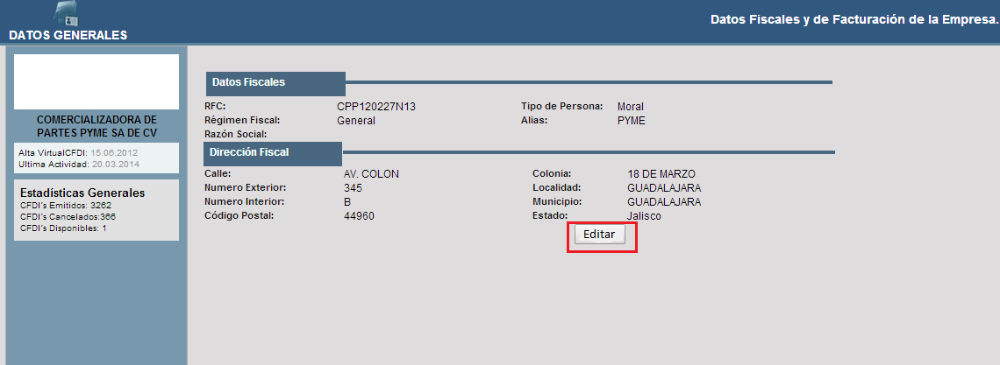 DATOS GENERALES
Datos Fiscales y de Facturación de la Empresa.
COMERCIALIZADORA DE
PARTES PYME SA DE CV
Alta VirtualCFDI: 15.06.2012
Ultima Actividad: 20.03.2014
Estadísticas Generales
CFDI's Emitidos: 3262
CFDI's Cancelados:366
CFDI's Disponibles: 1
Datos Fiscales
RFC: CPP120227N13 Tipo de Persona: Moral
Régimen Fiscal: General Alias: PYME
Razón Social:
Dirección Fiscal
Calle: AV. COLON Colonia: 18 DE MARZO
Numero Exterior: 345 Localidad: GUADALAJARA
Numero Interior: B Municipio: GUADALAJARA
Código Postal: 44960 Estado: Jalisco
Editar